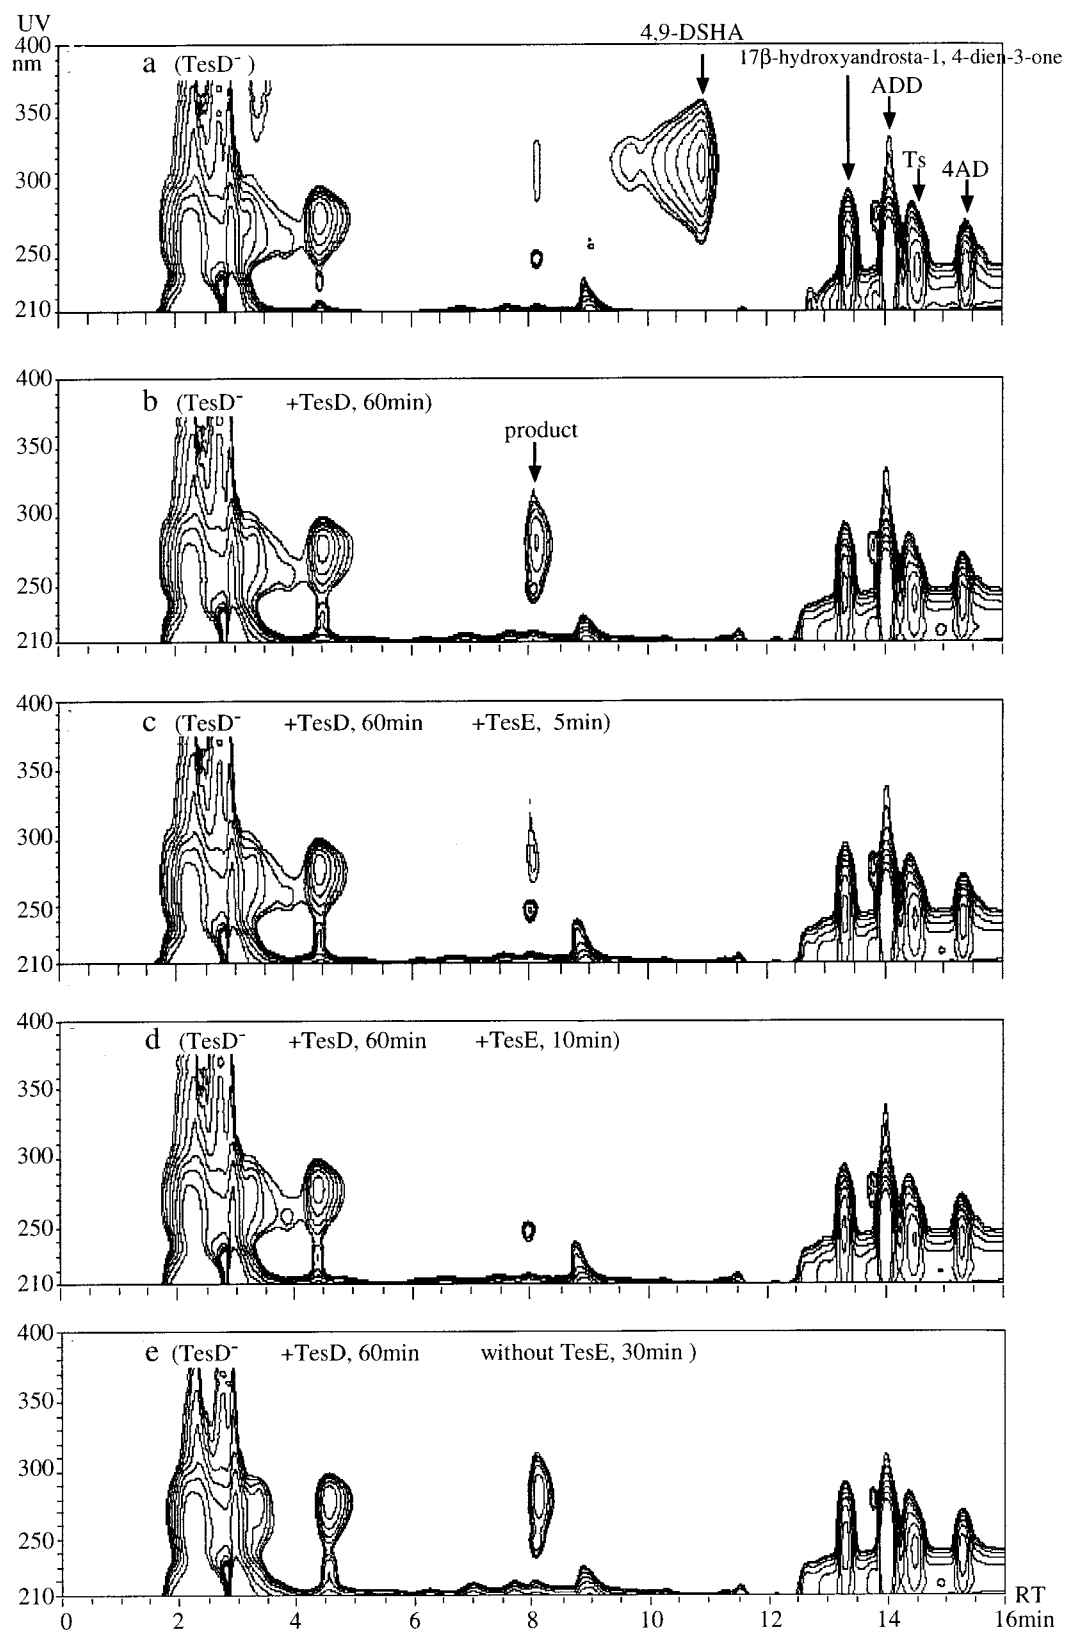 UV
400
nm
350
300
250
210
a (TesD⁻ )
4,9-DSHA
17β-hydroxyandrosta-1, 4-dien-3-one
ADD
Ts
4AD
400
350
300
250
210
b (TesD⁻ +TesD, 60min)
product
400
350
300
250
210
c (TesD⁻ +TesD, 60min +TesE, 5min)
400
350
300
250
210
d (TesD⁻ +TesD, 60min +TesE, 10min)
400
350
300
250
210
e (TesD⁻ +TesD, 60min without TesE, 30min )
RT
0 2 4 6 8 10 12 14 16min